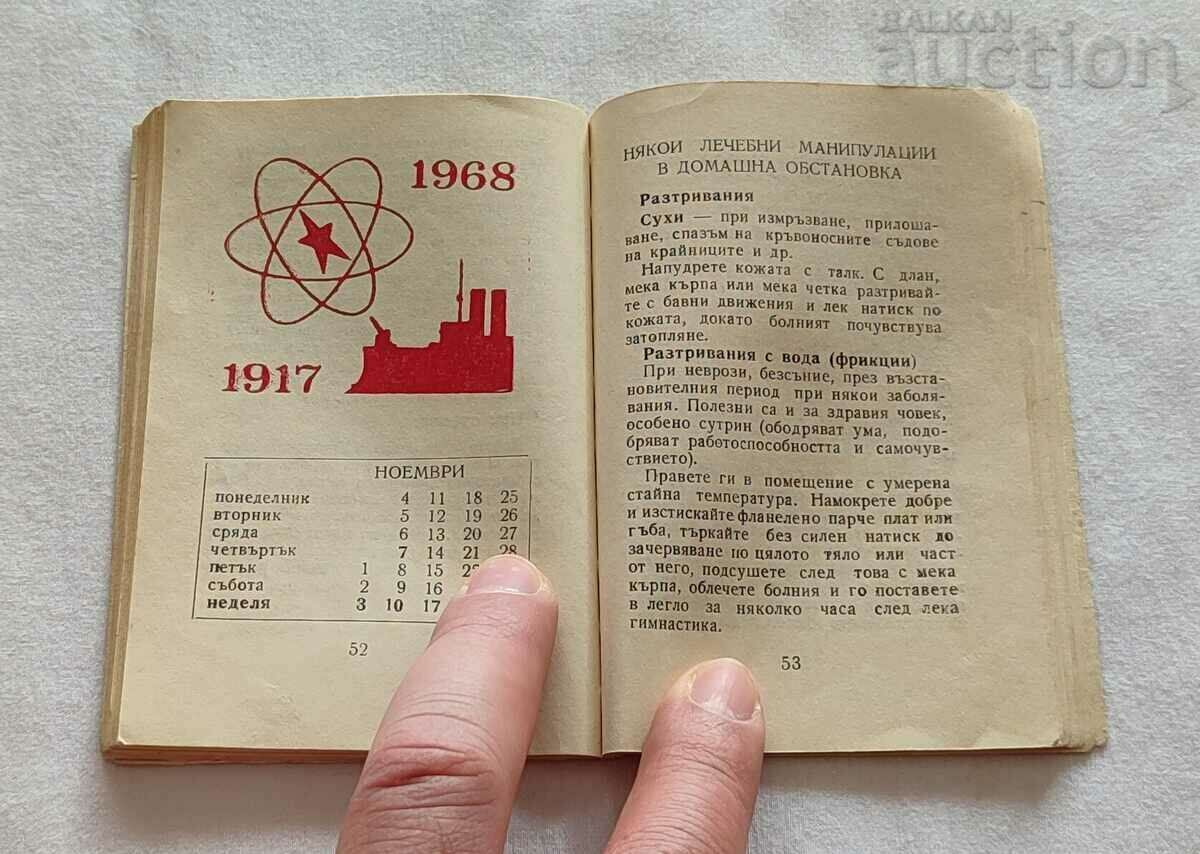 BALKAN
auction
1968
1917
НОЕМВРИ
понеделник 4 11 18 25
вторник 5 12 19 26
сряда 6 13 20 27
четвъртък 7 14 21 28
петък 1 8 15
събота 2 9 16
неделя 3 10 17
52
НЯКОИ ЛЕЧЕБНИ МАНИПУЛАЦИИ
В ДОМАШНА ОБСТАНОВКА
Разтривания
Сухи — при измръзване, прилоша-
ване, спазъм на кръвоносните съдове
на крайниците и др.
Напудрете кожата с талк. С длан,
мека кърпа или мека четка разтривай-
те с бавни движения и лек натиск по
кожата, докато болният почувствува
затопляне.
Разтривания с вода (фрикции)
При неврози, безсъние, през възста-
новителния период при някои заболя-
вания. Полезни са и за здравия човек,
особено сутрин (ободряват ума, подо-
бряват работоспособността и самочув-
ствието).
Правете ги в помещение с умерена
стайна температура. Намокрете добре
и изстискайте фланелено парче плат или
гъба, търкайте без силен натиск до
зачервяване по цялото тяло или част
от него, подсушете след това с мека
кърпа, облечете болния и го поставете
в легло за няколко часа след лека
гимнастика.
53